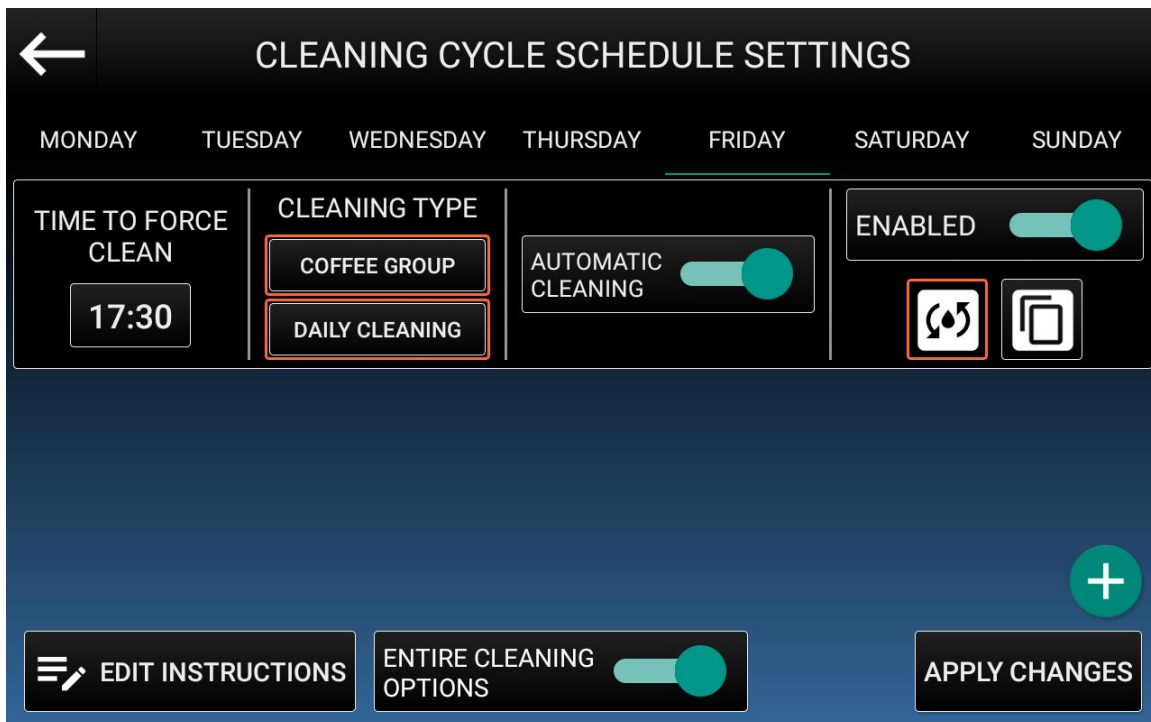 CLEANING CYCLE SCHEDULE SETTINGS
MONDAY TUESDAY WEDNESDAY THURSDAY FRIDAY SATURDAY SUNDAY
TIME TO FORCE
CLEAN
17:30
CLEANING TYPE
COFFEE GROUP
DAILY CLEANING
AUTOMATIC
CLEANING
ENABLED
EDIT INSTRUCTIONS
ENTIRE CLEANING
OPTIONS
APPLY CHANGES